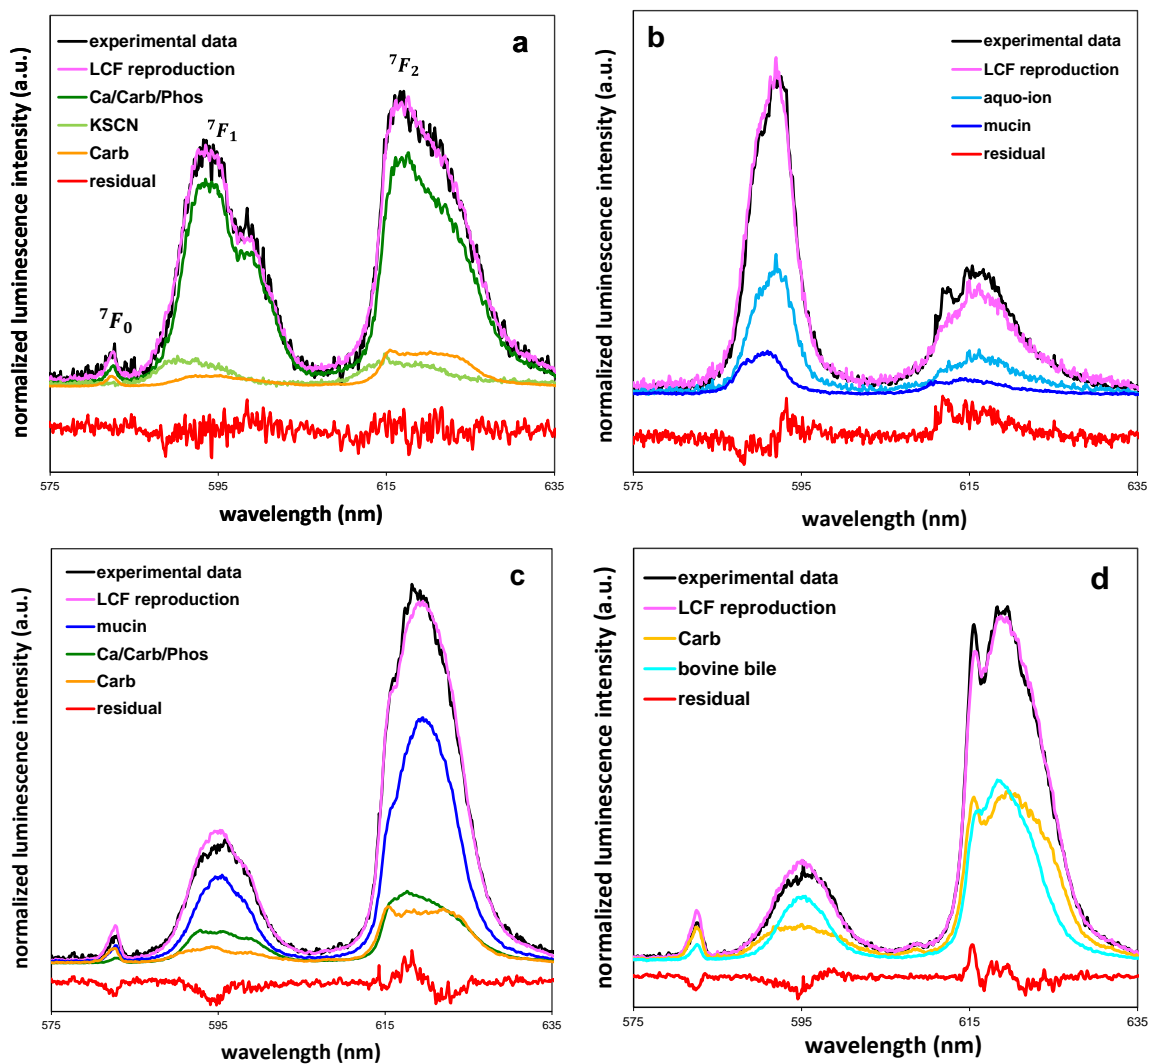 normalized luminescence intensity (a.u.)
a
experimental data
LCF reproduction
Ca/Carb/Phos
KSCN
Carb
residual
⁷F₀
⁷F₁
⁷F₂
575
595
615
635
wavelength (nm)
normalized luminescence intensity (a.u.)
b
experimental data
LCF reproduction
aquo-ion
mucin
residual
575
595
615
635
wavelength (nm)
normalized luminescence intensity (a.u.)
c
experimental data
LCF reproduction
mucin
Ca/Carb/Phos
Carb
residual
575
595
615
635
wavelength (nm)
normalized luminescence intensity (a.u.)
d
experimental data
LCF reproduction
Carb
bovine bile
residual
575
595
615
635
wavelength (nm)